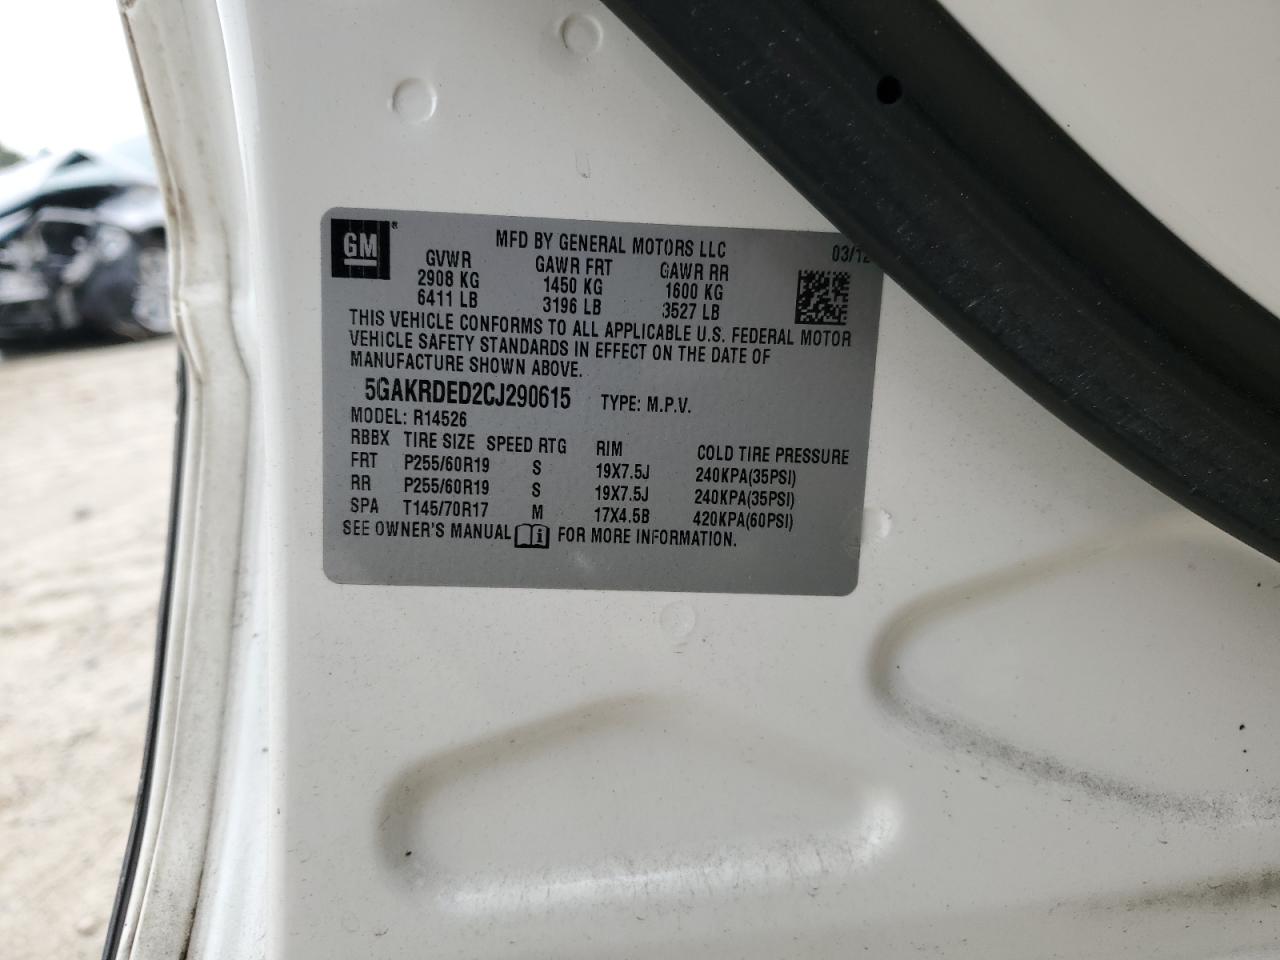 GM ®
MFD BY GENERAL MOTORS LLC 03/12
GVWR GAWR FRT GAWR RR
2908 KG 1450 KG 1600 KG
6411 LB 3196 LB 3527 LB
THIS VEHICLE CONFORMS TO ALL APPLICABLE U.S. FEDERAL MOTOR
VEHICLE SAFETY STANDARDS IN EFFECT ON THE DATE OF
MANUFACTURE SHOWN ABOVE.
5GAKRDED2CJ290615 TYPE: M.P.V.
MODEL: R14526
RBBX TIRE SIZE SPEED RTG RIM COLD TIRE PRESSURE
FRT P255/60R19 S 19X7.5J 240KPA(35PSI)
RR P255/60R19 S 19X7.5J 240KPA(35PSI)
SPA T145/70R17 M 17X4.5B 420KPA(60PSI)
SEE OWNER'S MANUAL i FOR MORE INFORMATION.